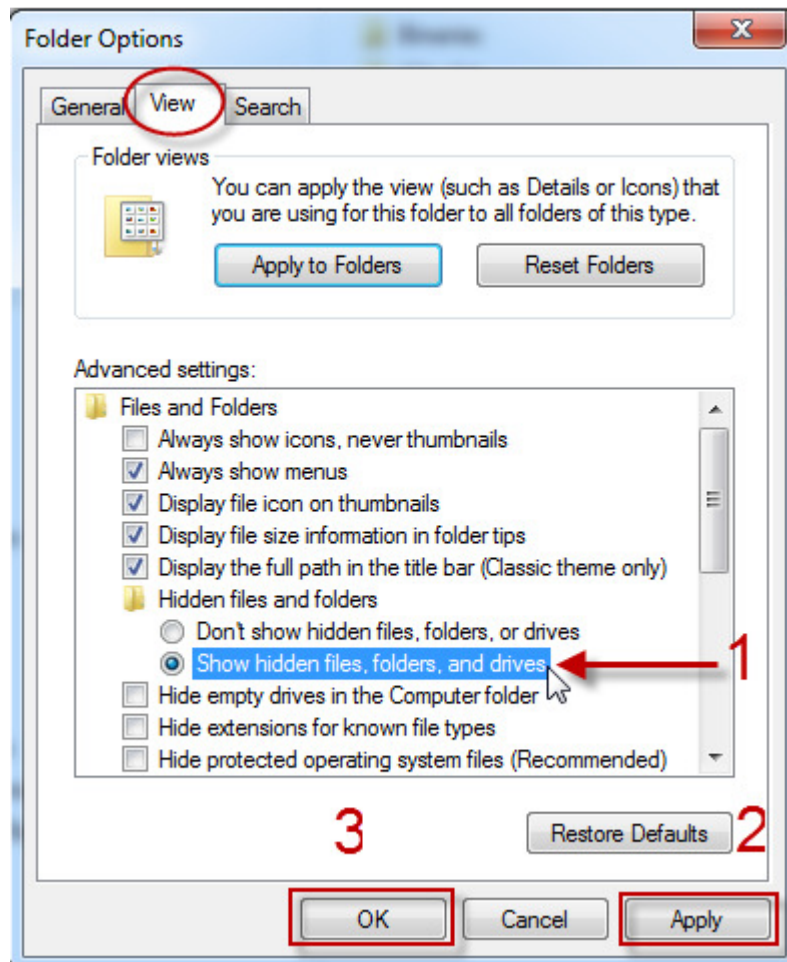 Folder Options
General
View
Search
Folder views
You can apply the view (such as Details or Icons) that
you are using for this folder to all folders of this type.
Apply to Folders
Reset Folders
Advanced settings:
Files and Folders
Always show icons, never thumbnails
Always show menus
Display file icon on thumbnails
Display file size information in folder tips
Display the full path in the title bar (Classic theme only)
Hidden files and folders
Don't show hidden files, folders, or drives
Show hidden files, folders, and drives
1
Hide empty drives in the Computer folder
Hide extensions for known file types
Hide protected operating system files (Recommended)
3
Restore Defaults
2
OK
Cancel
Apply